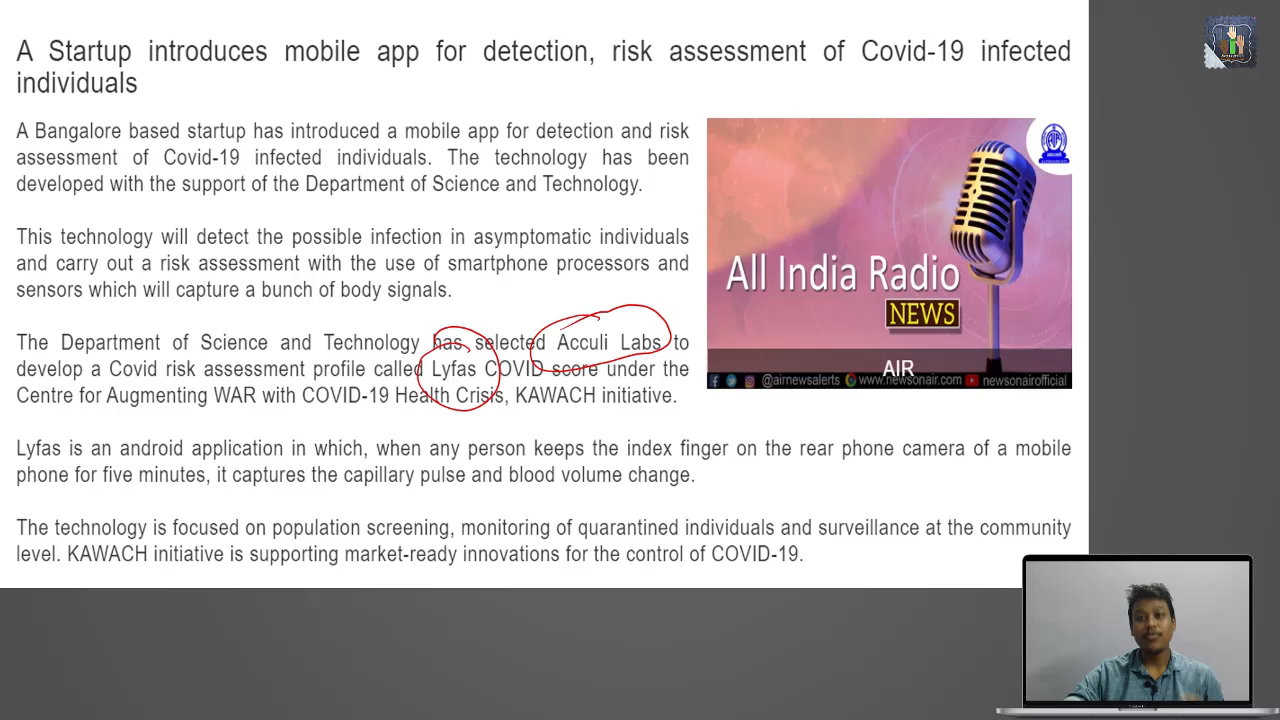 A Startup introduces mobile app for detection, risk assessment of Covid-19 infected
individuals
A Bangalore based startup has introduced a mobile app for detection and risk
assessment of Covid-19 infected individuals. The technology has been
developed with the support of the Department of Science and Technology.
This technology will detect the possible infection in asymptomatic individuals
and carry out a risk assessment with the use of smartphone processors and
sensors which will capture a bunch of body signals.
The Department of Science and Technology has selected Acculi Labs to
develop a Covid risk assessment profile called Lyfas COVID score under the
Centre for Augmenting WAR with COVID-19 Health Crisis, KAWACH initiative.
All India Radio
NEWS
AIR
@airnewsalerts www.newsonair.com newsonairofficial
Lyfas is an android application in which, when any person keeps the index finger on the rear phone camera of a mobile
phone for five minutes, it captures the capillary pulse and blood volume change.
The technology is focused on population screening, monitoring of quarantined individuals and surveillance at the community
level. KAWACH initiative is supporting market-ready innovations for the control of COVID-19.